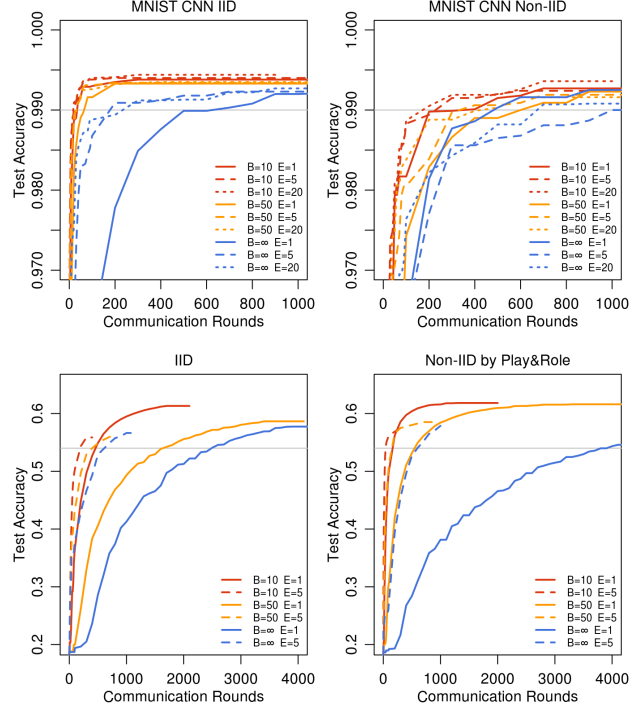 MNIST CNN IID
Test Accuracy
1.000
0.990
0.980
0.970
B=10 E=1
B=10 E=5
B=10 E=20
B=50 E=1
B=50 E=5
B=50 E=20
B=∞ E=1
B=∞ E=5
B=∞ E=20
0 200 400 600 800 1000
Communication Rounds
MNIST CNN Non-IID
Test Accuracy
1.000
0.990
0.980
0.970
B=10 E=1
B=10 E=5
B=10 E=20
B=50 E=1
B=50 E=5
B=50 E=20
B=∞ E=1
B=∞ E=5
B=∞ E=20
0 200 400 600 800 1000
Communication Rounds
IID
Test Accuracy
0.6
0.5
0.4
0.3
0.2
B=10 E=1
B=10 E=5
B=50 E=1
B=50 E=5
B=∞ E=1
B=∞ E=5
0 1000 2000 3000 4000
Communication Rounds
Non-IID by Play&Role
Test Accuracy
0.6
0.5
0.4
0.3
0.2
B=10 E=1
B=10 E=5
B=50 E=1
B=50 E=5
B=∞ E=1
B=∞ E=5
0 1000 2000 3000 4000
Communication Rounds